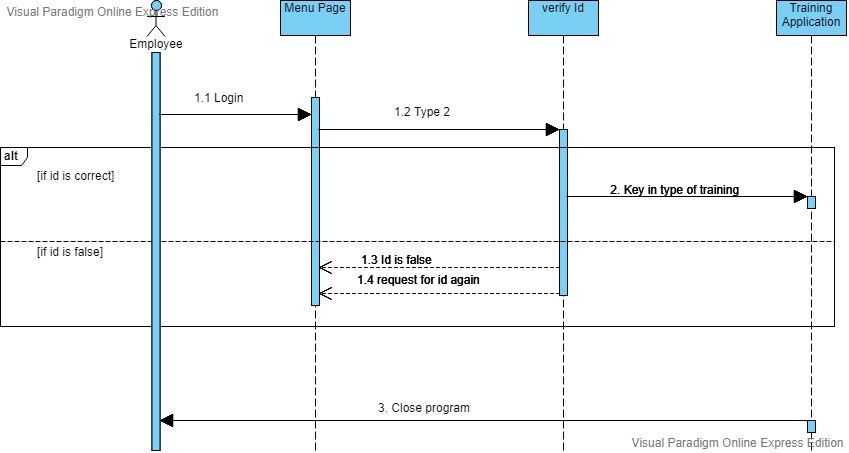 Visual Paradigm Online Express Edition
Employee
Menu Page
verify Id
Training
Application
1.1 Login
1.2 Type 2
alt
[if id is correct]
2. Key in type of training
[if id is false]
1.3 Id is false
1.4 request for id again
3. Close program
Visual Paradigm Online Express Edition